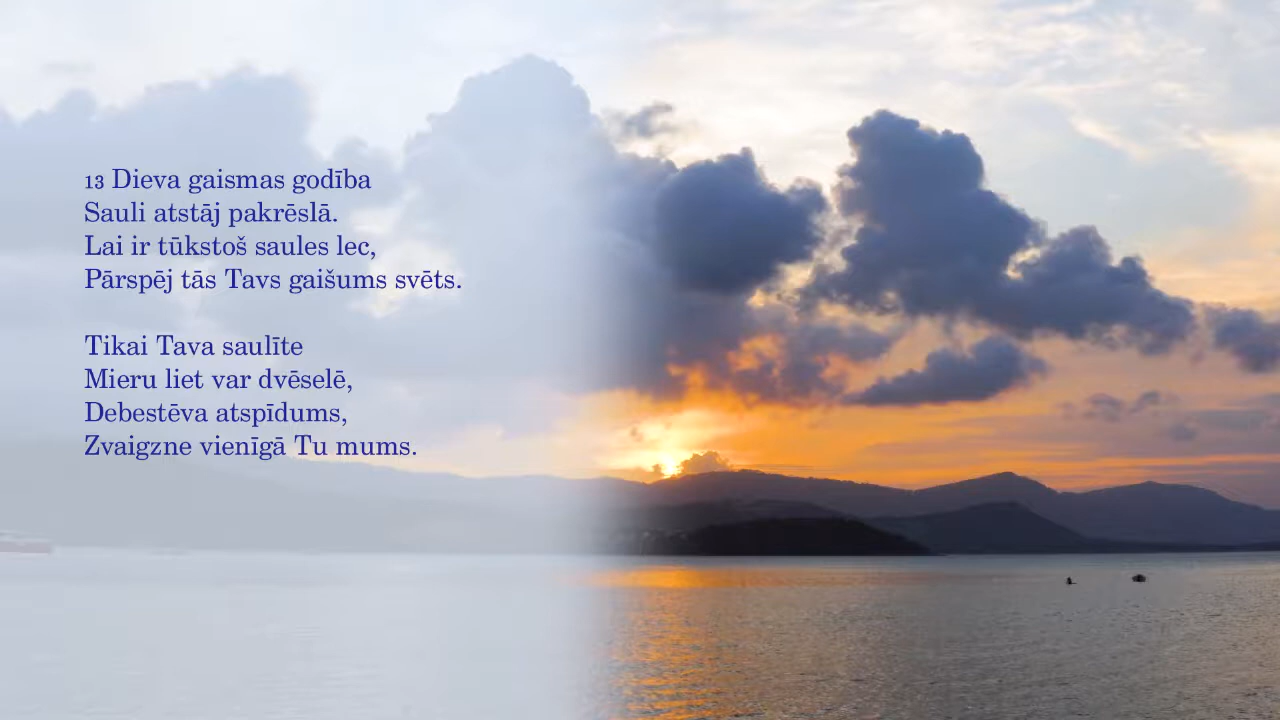 13 Dieva gaismas godība
Sauli atstāj pakrēslā.
Lai ir tūkstoš saules lec,
Pārspēj tās Tavs gaišums svēts.
Tikai Tava saulīte
Mieru liet var dvēselē,
Debestēva atspīdums,
Zvaigzne vienīgā Tu mums.